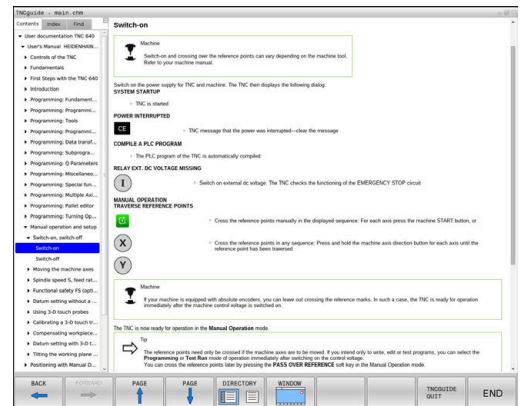 TNCguide - main.chm
Contents Index Find
User documentation TNC 640
User's Manual HEIDENHAIN...
Controls of the TNC
Fundamentals
First Steps with the TNC 640
Introduction
Programming: Fundament...
Programming: Programmi...
Programming: Tools
Programming: Programmi...
Programming: Data transf...
Programming: Subprogra...
Programming: Q Parameters
Programming: Miscellaneo...
Programming: Special fun...
Programming: Multiple Axi...
Programming: Pallet editor
Programming: Turning Op...
Manual operation and setup
Switch-on, switch-off
Switch-on
Switch-off
Moving the machine axes
Spindle speed S, feed rat...
Functional safety FS (opti...
Datum setting without a ...
Using 3-D touch probes
Calibrating a 3-D touch tr...
Compensating workpiece...
Datum setting with 3-D t...
Tilting the working plane ...
Positioning with Manual D...
Switch-on
Machine
Switch-on and crossing over the reference points can vary depending on the machine tool.
Refer to your machine manual.
Switch on the power supply for TNC and machine. The TNC then displays the following dialog:
SYSTEM STARTUP
TNC is started
POWER INTERRUPTED
CE
TNC message that the power was interrupted—clear the message
COMPILE A PLC PROGRAM
The PLC program of the TNC is automatically compiled
RELAY EXT. DC VOLTAGE MISSING
I
Switch on external dc voltage. The TNC checks the functioning of the EMERGENCY STOP circuit
MANUAL OPERATION
TRAVERSE REFERENCE POINTS
Cross the reference points manually in the displayed sequence: For each axis press the machine START button, or
X
Cross the reference points in any sequence: Press and hold the machine axis direction button for each axis until the
reference point has been traversed
Y
Machine
If your machine is equipped with absolute encoders, you can leave out crossing the reference marks. In such a case, the TNC is ready for operation
immediately after the machine control voltage is switched on.
The TNC is now ready for operation in the Manual Operation mode.
Tip
The reference points need only be crossed if the machine axes are to be moved. If you intend only to write, edit or test programs, you can select the
Programming or Test Run mode of operation immediately after switching on the control voltage.
You can cross the reference points later by pressing the PASS OVER REFERENCE soft key in the Manual Operation mode.
BACK FORWARD PAGE PAGE DIRECTORY WINDOW TNCGUIDE
QUIT END